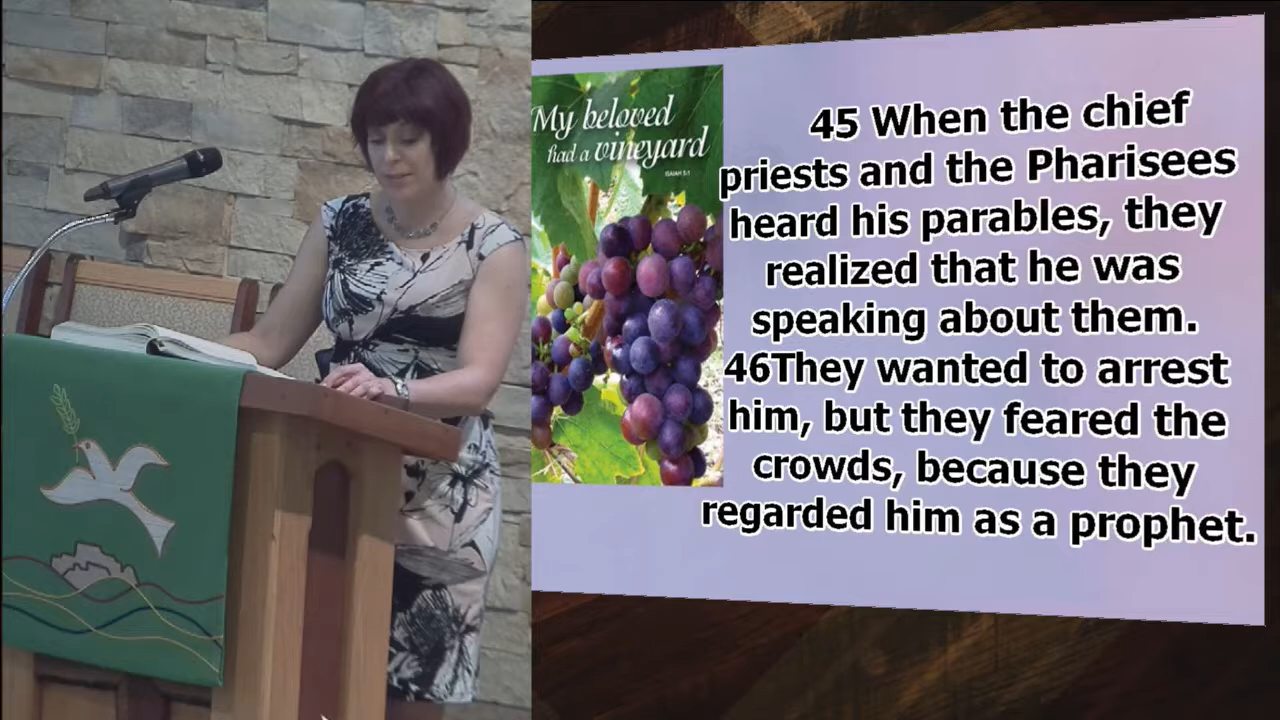 My beloved
had a vineyard
ISAIAH 5:1
45 When the chief
priests and the Pharisees
heard his parables, they
realized that he was
speaking about them.
46They wanted to arrest
him, but they feared the
crowds, because they
regarded him as a prophet.